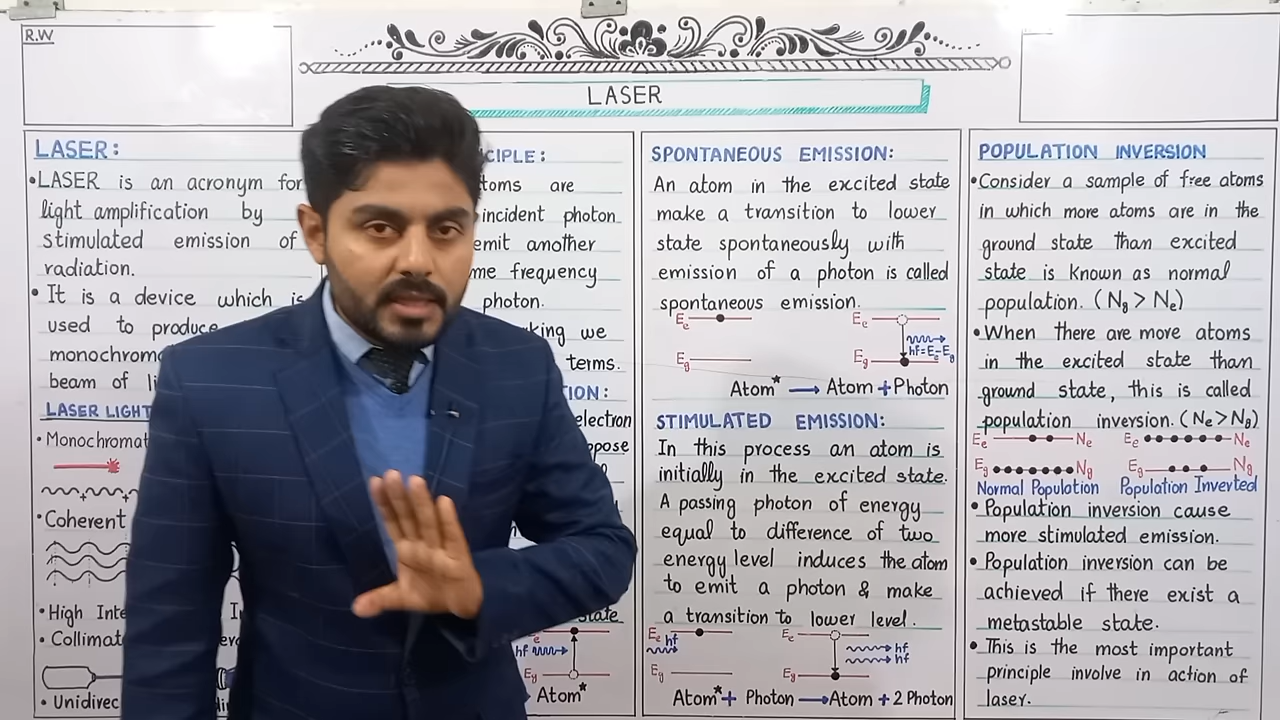 R.W
LASER
LASER:
•LASER is an acronym for
light amplification by
stimulated emission of
radiation.
• It is a device which is
used to produce
beam of
LASER LIGHT
• Monochromat
• Coherent
• High Inte
• Collimat
• Unidirec
CIPLE:
toms are
incident photon
emit another
me frequency
photon.
king we
terms.
TION:
electron
state
Ee
hf
Eg
Atom*
SPONTANEOUS EMISSION:
An atom in the excited state
make a transition to lower
state spontaneously with
emission of a photon is called
spontaneous emission.
Ee Ee
hf=Ee-Eg
Eg Eg
Atom* → Atom + Photon
STIMULATED EMISSION:
In this process an atom is
initially in the excited state.
A passing photon of energy
equal to difference of two
energy level induces the atom
to emit a photon & make
a transition to lower level.
Ee hf Ee
hf
hf
Eg Eg
Atom* + Photon → Atom + 2 Photon
POPULATION INVERSION
•Consider a sample of free atoms
in which more atoms are in the
ground state than excited
state is known as normal
population. (Ng > Ne)
•When there are more atoms
in the excited state than
ground state, this is called
population inversion. (Ne > Ng)
Ee Ne Ee Ne
Eg Ng Eg Ng
Normal Population Population Inverted
• Population inversion cause
more stimulated emission.
• Population inversion can be
achieved if there exist a
metastable state.
• This is the most important
principle involve in action of
laser.